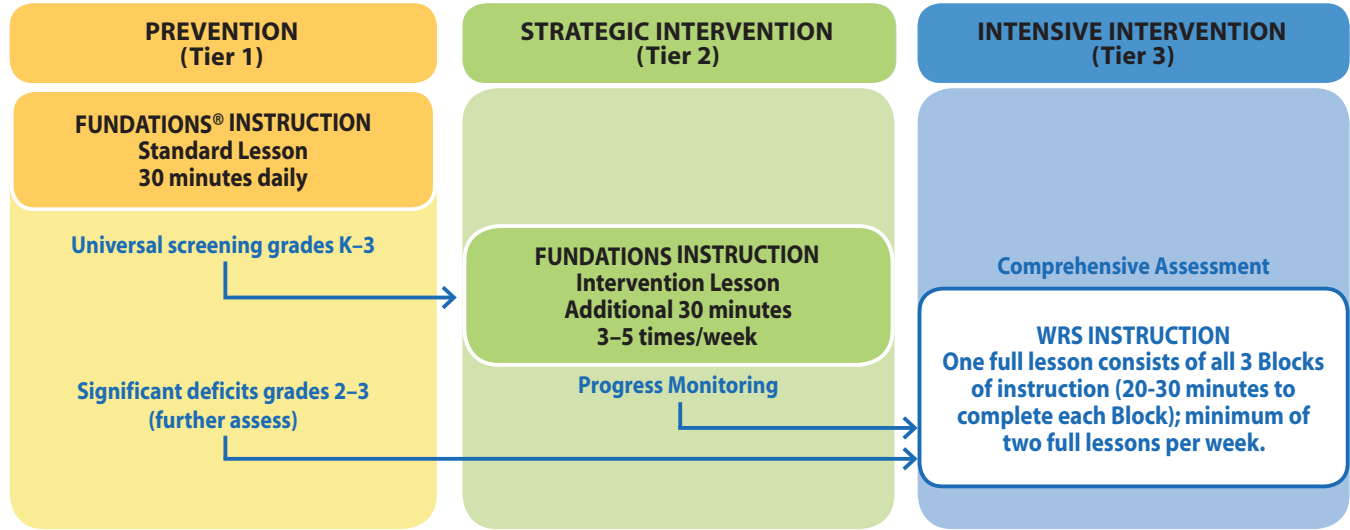 PREVENTION
(Tier 1)
FUNDATIONS® INSTRUCTION
Standard Lesson
30 minutes daily
Universal screening grades K–3
Significant deficits grades 2–3
(further assess)
STRATEGIC INTERVENTION
(Tier 2)
FUNDATIONS INSTRUCTION
Intervention Lesson
Additional 30 minutes
3–5 times/week
Progress Monitoring
INTENSIVE INTERVENTION
(Tier 3)
Comprehensive Assessment
WRS INSTRUCTION
One full lesson consists of all 3 Blocks
of instruction (20-30 minutes to
complete each Block); minimum of
two full lessons per week.